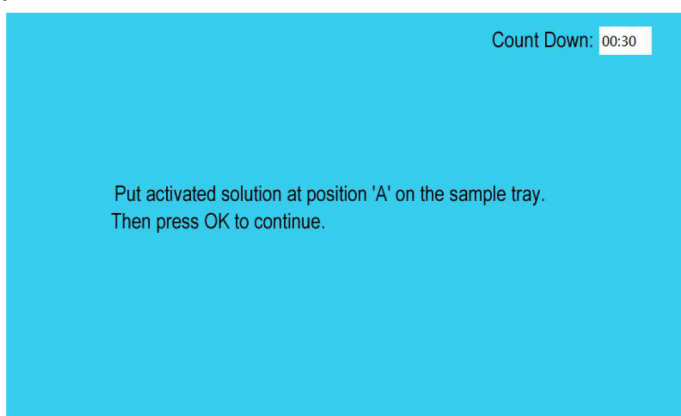 Count Down: 00:30
Put activated solution at position 'A' on the sample tray.
Then press OK to continue.